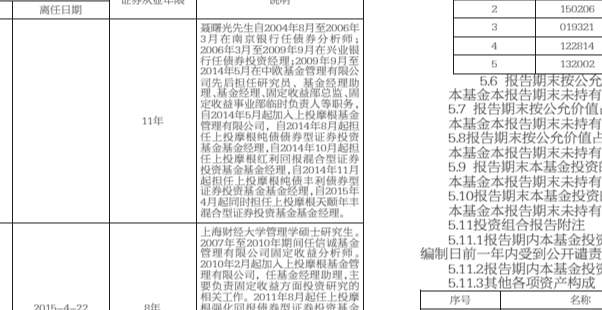 离任日期
证券从业年限
说明
聂曙光先生自2004年8月至2006年
3月在南京银行任债券分析师；
2006年3月至2009年9月在兴业银
行任债券投资经理；2009年9月至
2014年5月在中欧基金管理有限公
司先后担任研究员、基金经理助
理、基金经理、固定收益部总监、固
定收益事业部临时负责人等职务，
自2014年5月起加入上投摩根基金
管理有限公司，自2014年8月起担
任上投摩根纯债债券型证券投资
基金基金经理，自2014年10月起担
任上投摩根红利回报混合型证券
投资基金基金经理，自2014年11月
起担任上投摩根纯债丰利债券型
证券投资基金基金经理，自2015年
4月起同时担任上投摩根天颐年丰
混合型证券投资基金基金经理。
11年
上海财经大学管理学硕士研究生。
2007年至2010年期间任信诚基金
管理有限公司固定收益分析师。
2010年2月起加入上投摩根基金管
理有限公司，任基金经理助理，主
要负责固定收益方面投资研究的
相关工作。2011年8月起任上投摩
根强化回报债券型证券投资基金
2015-4-22
8年
2 150206
3 019321
4 122814
5 132002
5.6 报告期末按公允
本基金本报告期末未持有
5.7 报告期末按公允价值占
本基金本报告期末未持有
5.8报告期末按公允价值占
本基金本报告期末未持有
5.9 报告期末本基金投资的
本基金本报告期末未持有
5.10报告期末本基金投资
本基金本报告期末未持有
5.11投资组合报告附注
5.11.1报告期内本基金投资
编制日前一年内受到公开谴责
5.11.2报告期内本基金投资
5.11.3其他各项资产构成
序号 名称